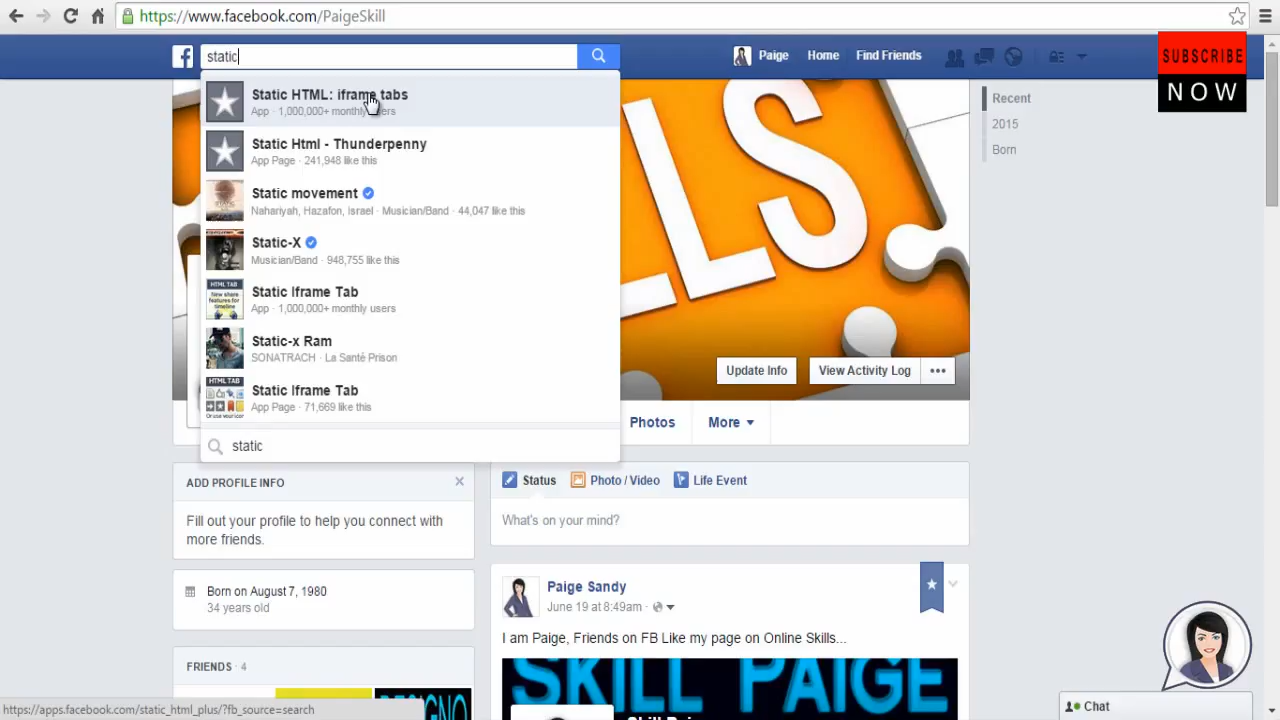 https://www.facebook.com/PaigeSkill
static
Paige
Home
Find Friends
SUBSCRIBE
NOW
Static HTML: iframe tabs
App · 1,000,000+ monthly users
Static Html - Thunderpenny
App Page · 241,948 like this
Static movement
Nahariyah, Hazafon, Israel · Musician/Band · 44,047 like this
Static-X
Musician/Band · 948,755 like this
Static Iframe Tab
App · 1,000,000+ monthly users
Static-x Ram
SONATRACH · La Santé Prison
Static Iframe Tab
App Page · 71,669 like this
static
Recent
2015
Born
LLS
Update Info
View Activity Log
Photos
More
ADD PROFILE INFO
Fill out your profile to help you connect with
more friends.
Born on August 7, 1980
34 years old
FRIENDS · 4
Status
Photo / Video
Life Event
What's on your mind?
Paige Sandy
June 19 at 8:49am ·
I am Paige, Friends on FB Like my page on Online Skills...
SKILL PAIGE
https://apps.facebook.com/static_html_plus/?fb_source=search
Chat